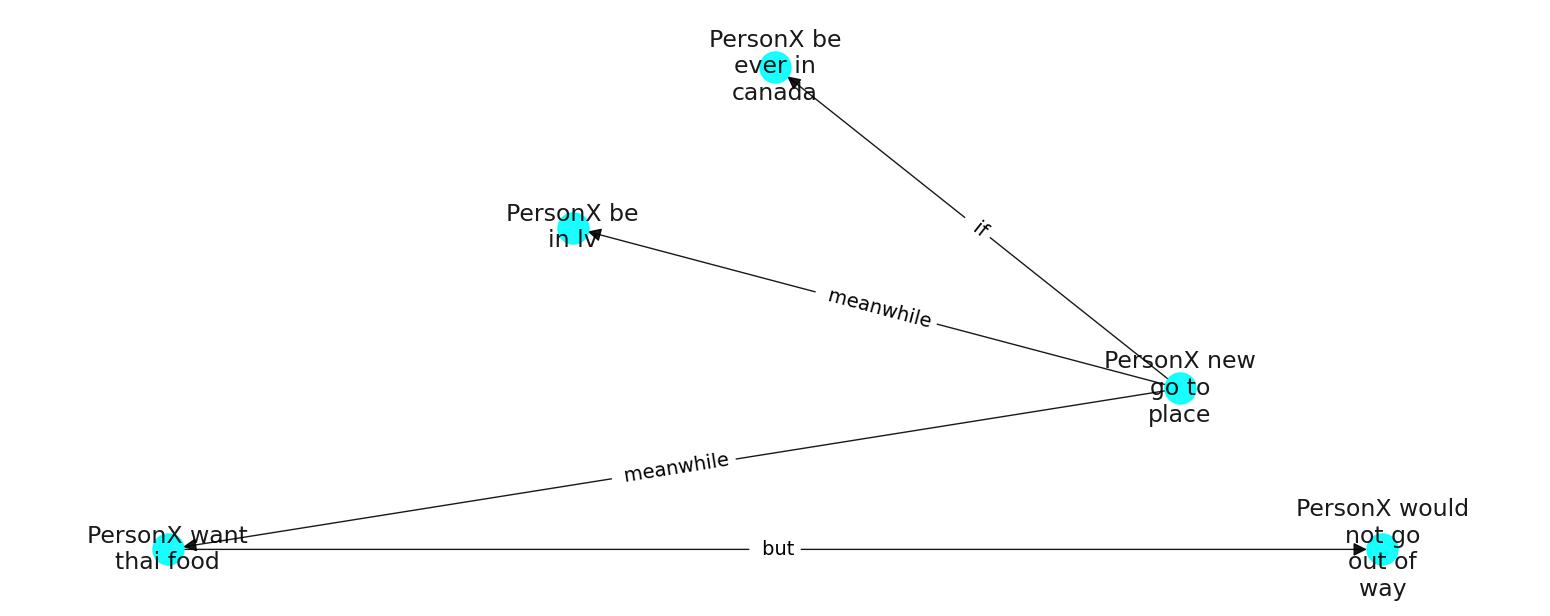 PersonX be
ever in
canada
PersonX be
in lv
if
meanwhile
PersonX new
go to
place
meanwhile
PersonX want
thai food
but
PersonX would
not go
out of
way